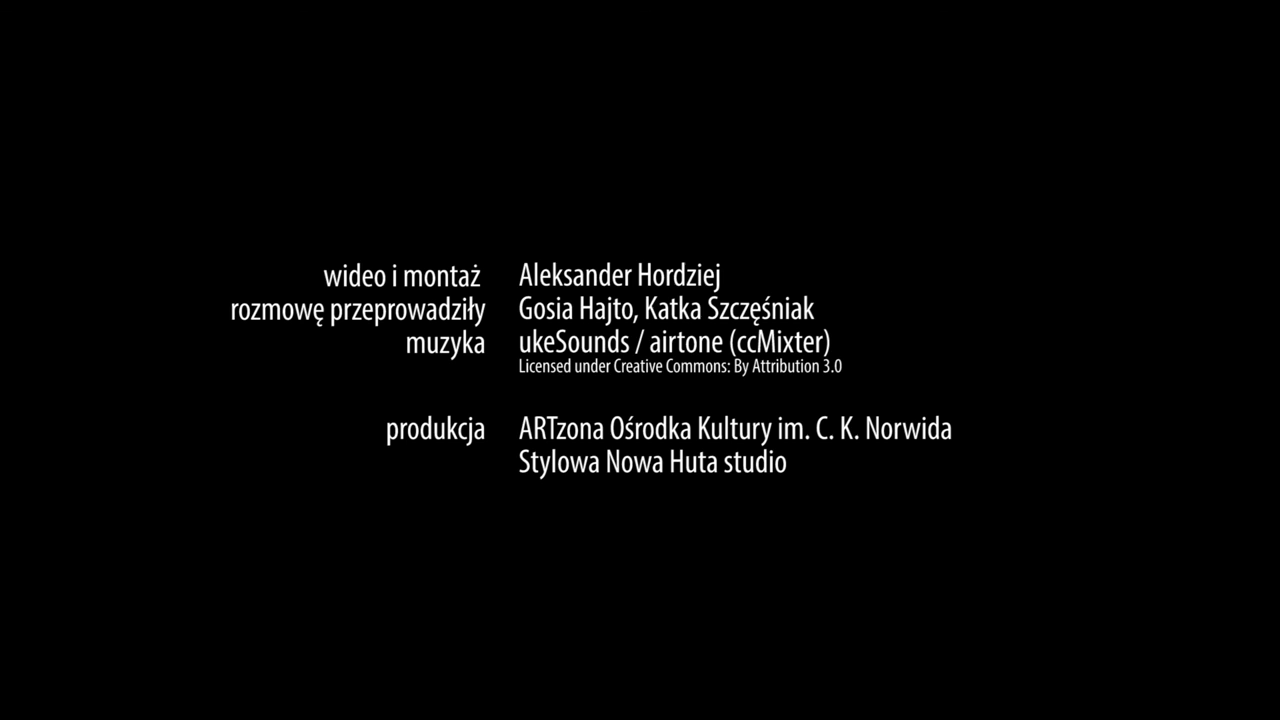 wideo i montaż Aleksander Hordziej
rozmowę przeprowadziły Gosia Hajto, Katka Szczęśniak
muzyka ukeSounds / airtone (ccMixter)
Licensed under Creative Commons: By Attribution 3.0
produkcja ARTzona Ośrodka Kultury im. C. K. Norwida
Stylowa Nowa Huta studio